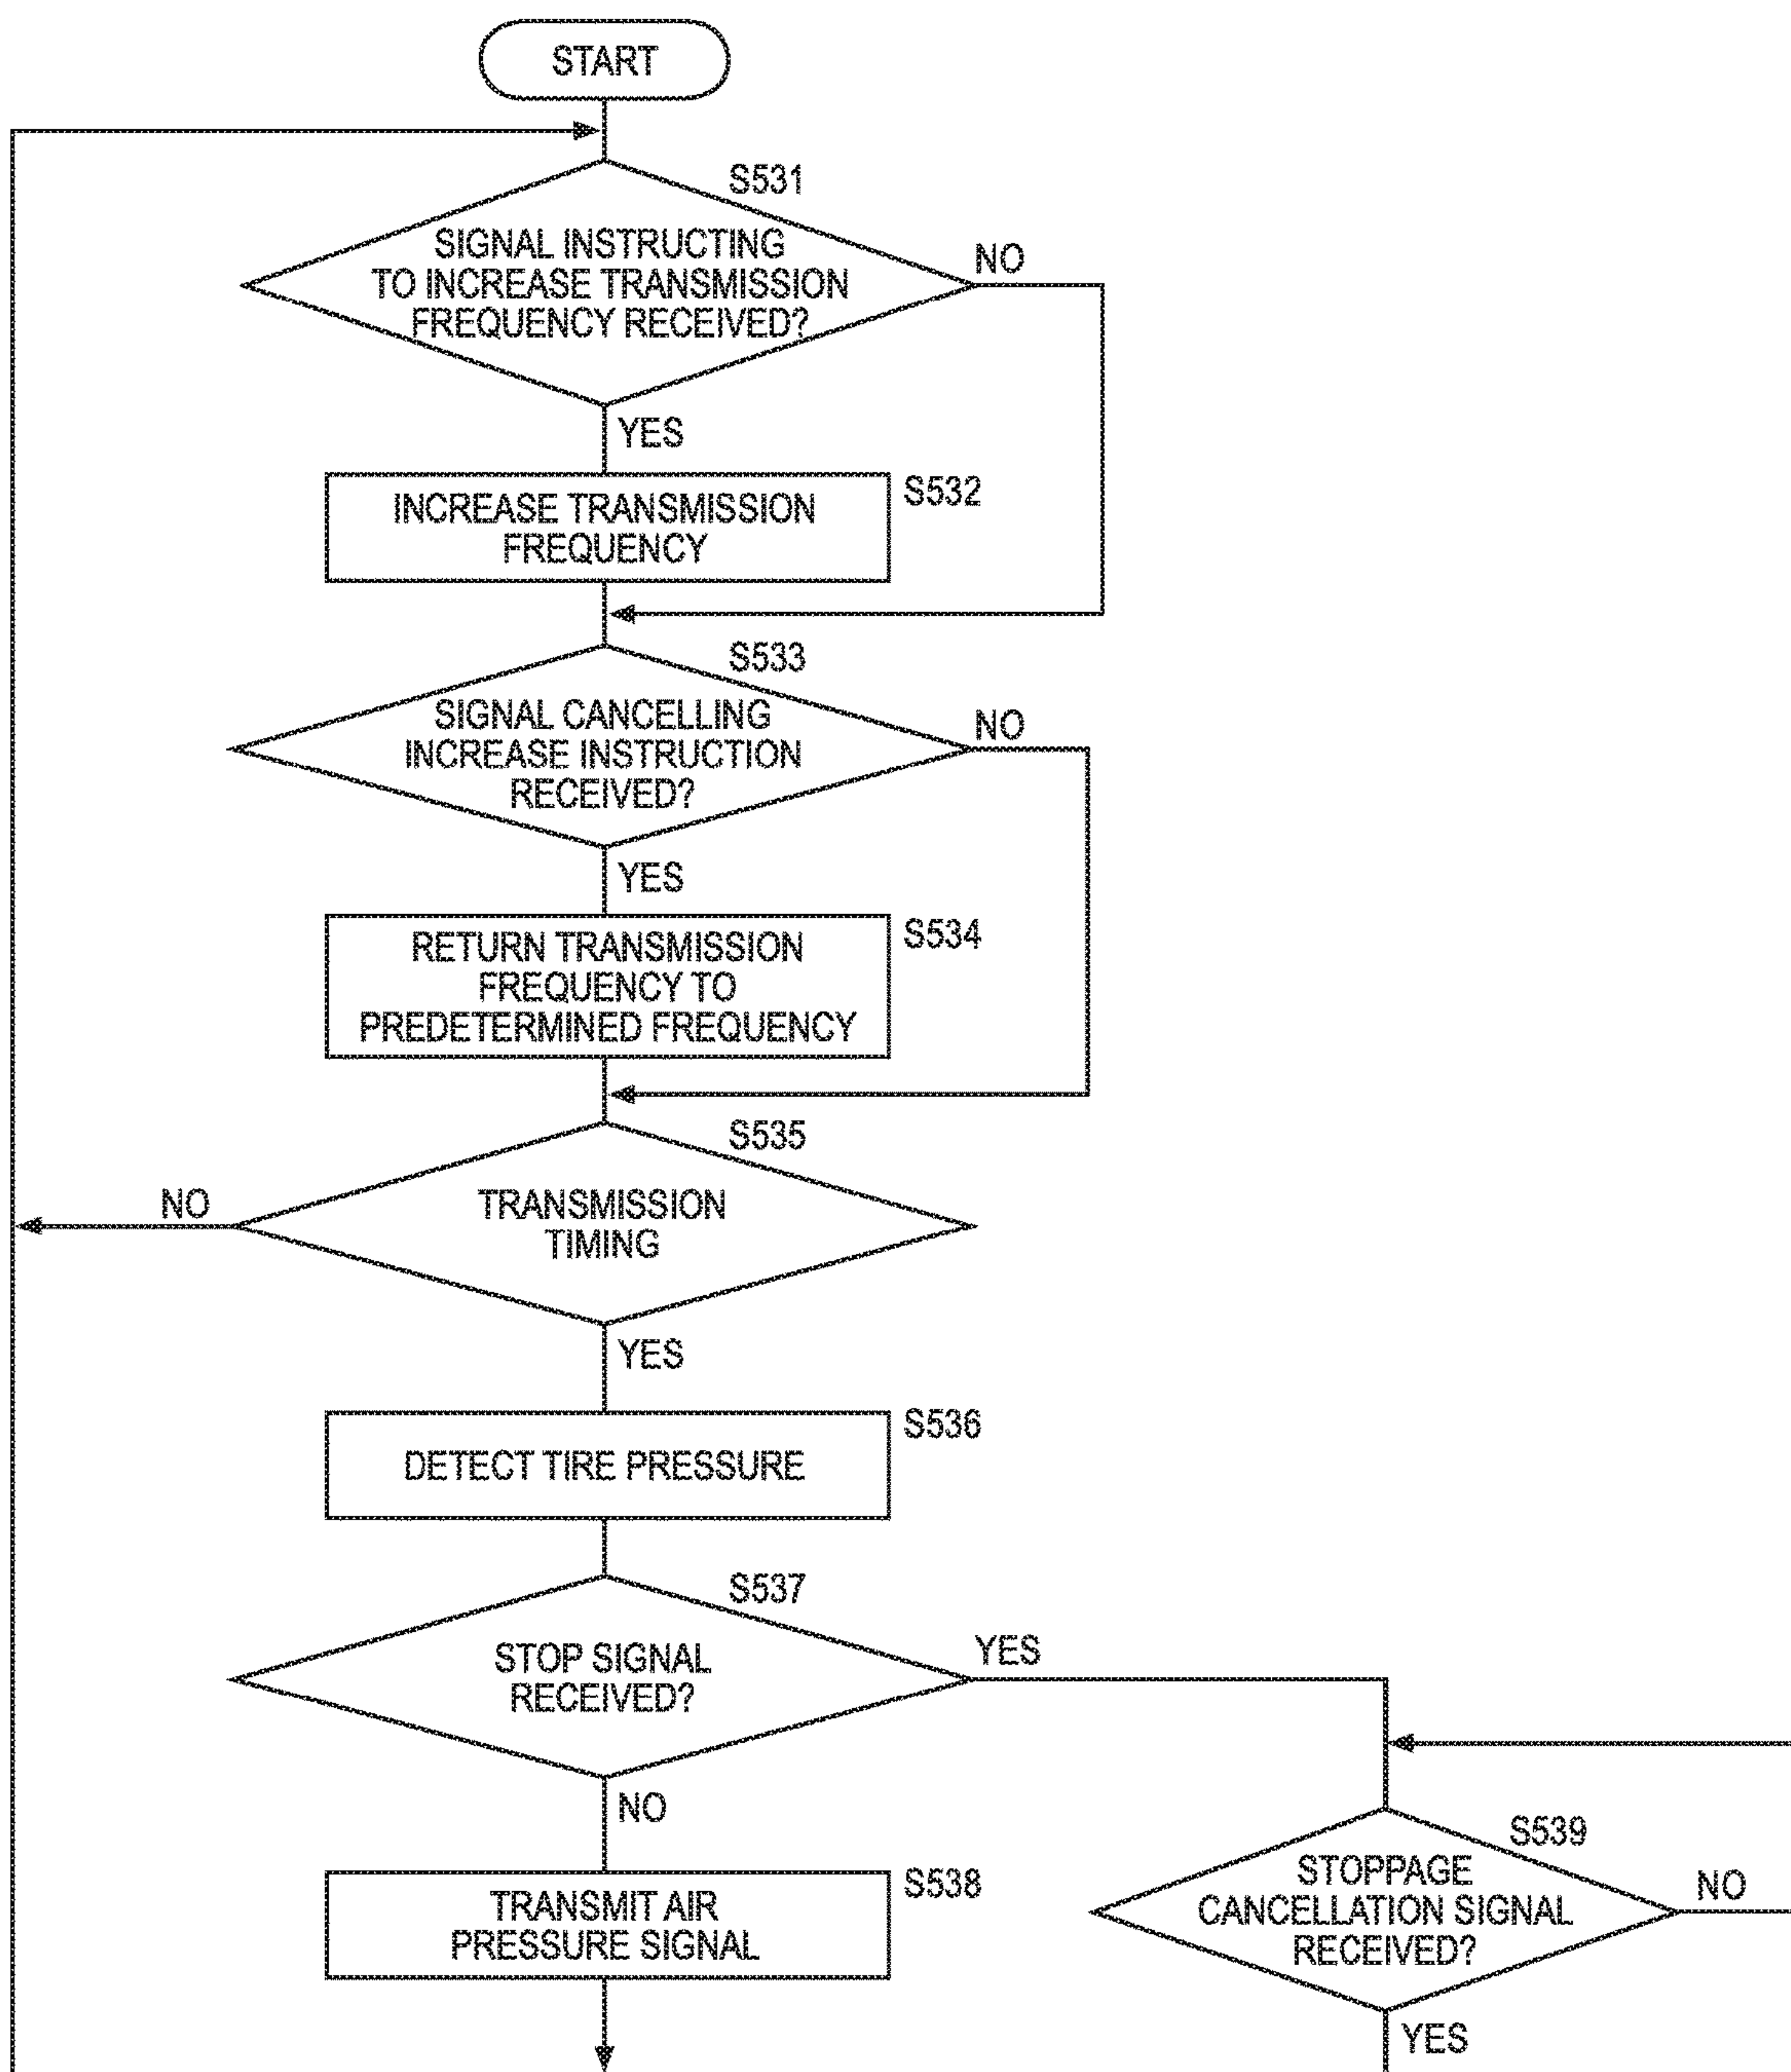 START
S531
SIGNAL INSTRUCTING
TO INCREASE TRANSMISSION
FREQUENCY RECEIVED?
NO
YES
S532
INCREASE TRANSMISSION
FREQUENCY
S533
SIGNAL CANCELLING
INCREASE INSTRUCTION
RECEIVED?
NO
YES
S534
RETURN TRANSMISSION
FREQUENCY TO
PREDETERMINED FREQUENCY
S535
TRANSMISSION
TIMING
NO
YES
S536
DETECT TIRE PRESSURE
S537
STOP SIGNAL
RECEIVED?
YES
NO
S538
TRANSMIT AIR
PRESSURE SIGNAL
S539
STOPPAGE
CANCELLATION SIGNAL
RECEIVED?
NO
YES